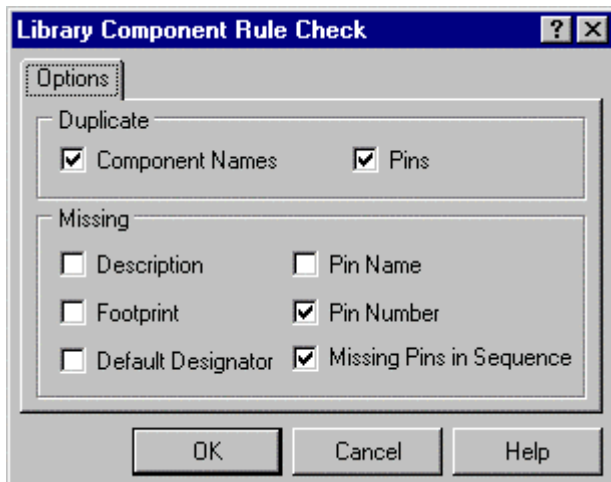 Library Component Rule Check
Options
Duplicate
Component Names Pins
Missing
Description Pin Name
Footprint Pin Number
Default Designator Missing Pins in Sequence
OK Cancel Help